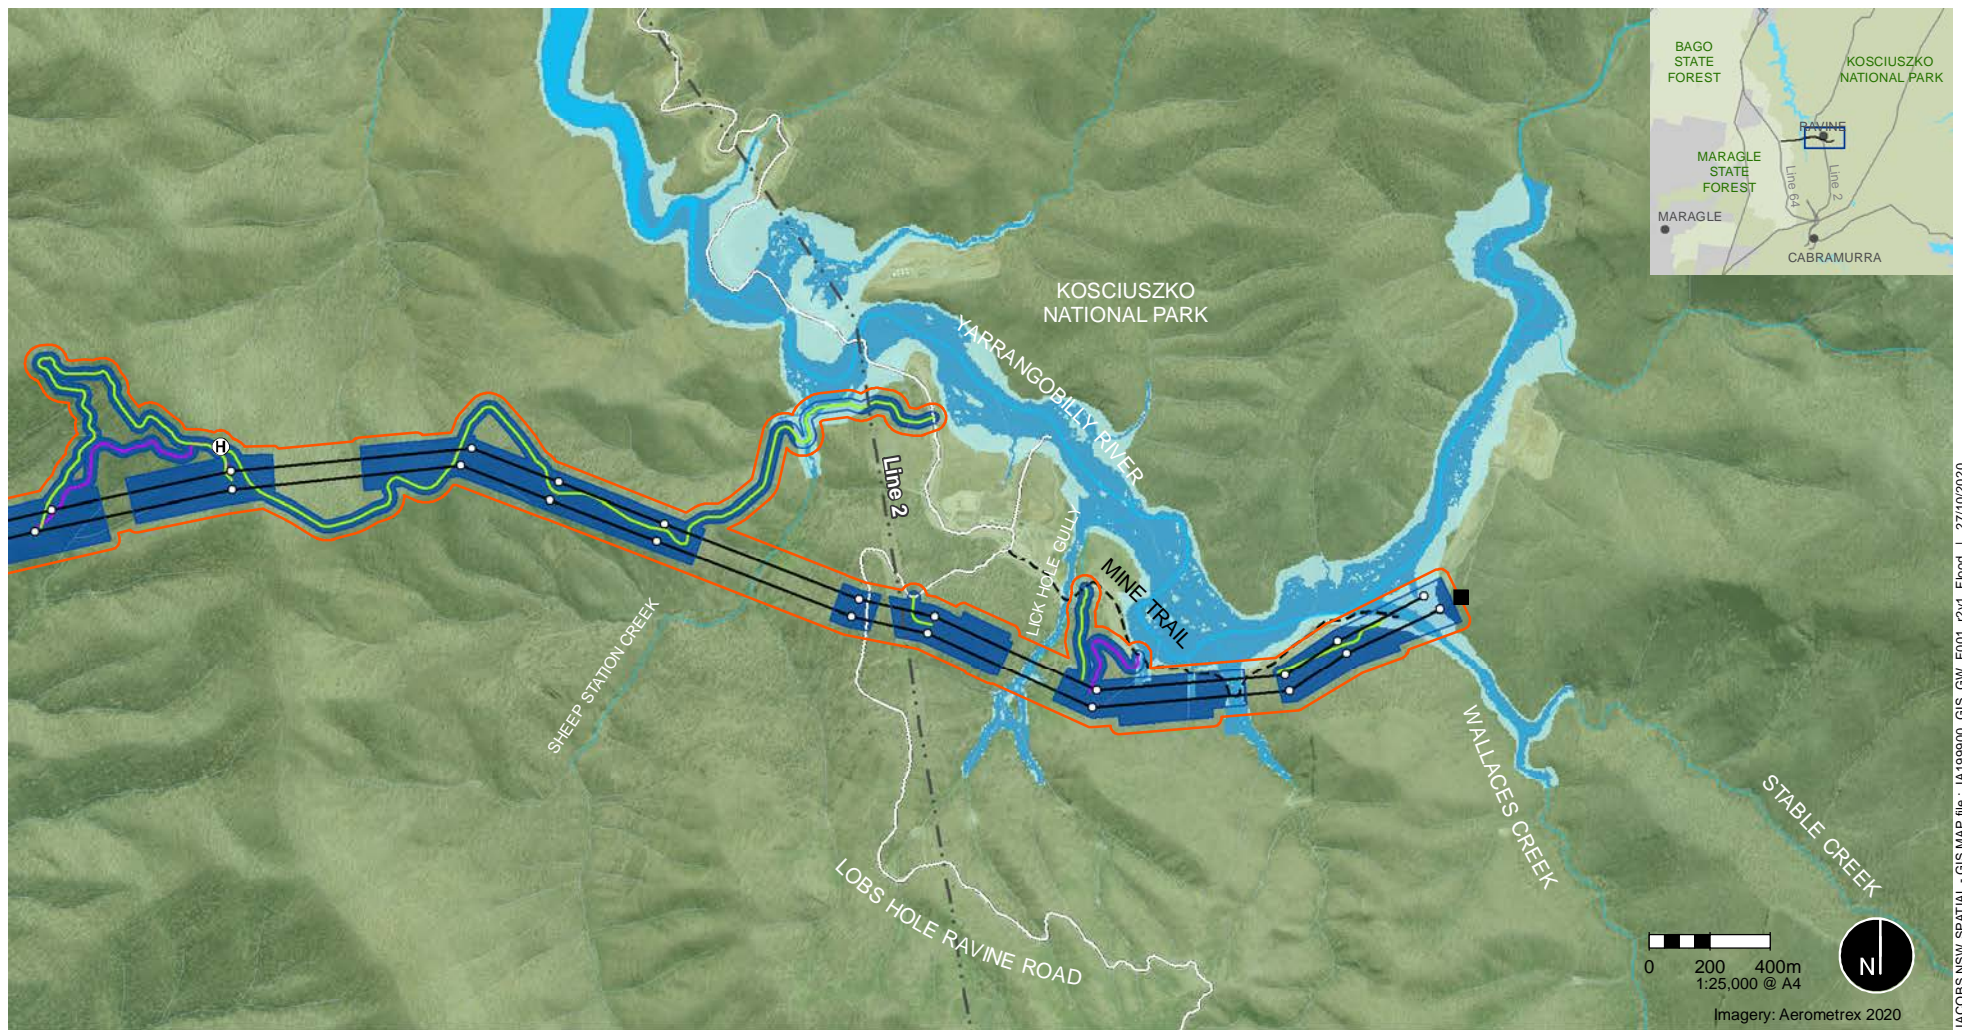 BAGO
STATE
FOREST
KOSCIUSZKO
NATIONAL PARK
RAVINE
MARAGLE
STATE
FOREST
Line 64
Line 2
MARAGLE
CABRAMURRA
KOSCIUSZKO
NATIONAL PARK
YARRANGOBILLY RIVER
H
Line 2
LICK HOLE GULLY
MINE TRAIL
SHEEP STATION CREEK
WALLACES CREEK
STABLE CREEK
LOBS HOLE RAVINE ROAD
0 200 400m
1:25,000 @ A4
N
Imagery: Aerometrex 2020